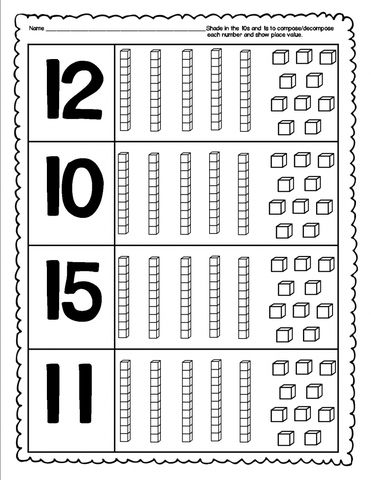 Name ______________________ Shade in the 10s and 1s to compose/decompose
each number and show place value.
12
10
15
11